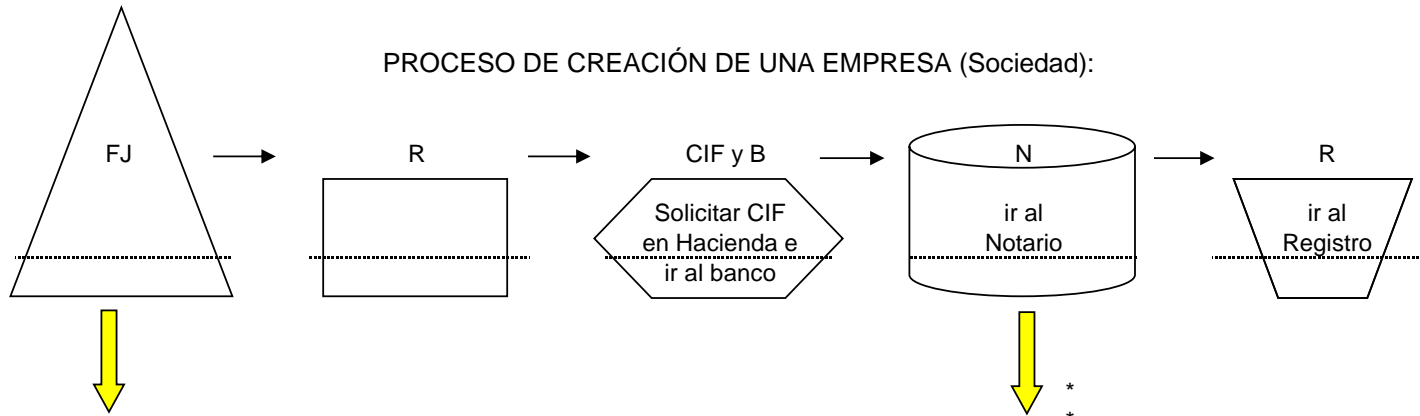 PROCESO DE CREACIÓN DE UNA EMPRESA (Sociedad):
FJ
R
CIF y B
N
R
Solicitar CIF
en Hacienda e
ir al banco
ir al
Notario
ir al
Registro
*
*